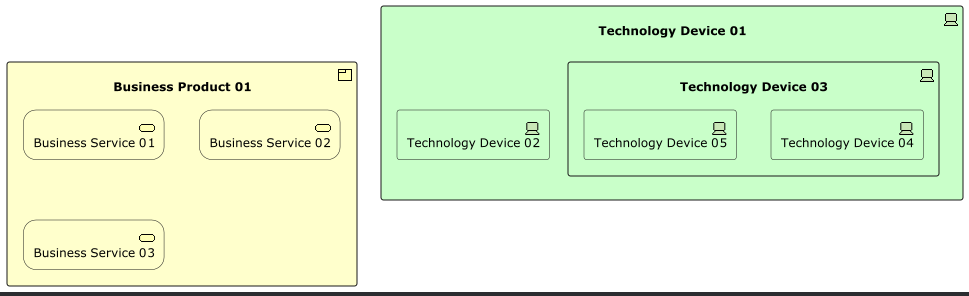 Business Product 01
Business Service 01
Business Service 02
Business Service 03
Technology Device 01
Technology Device 02
Technology Device 03
Technology Device 05
Technology Device 04